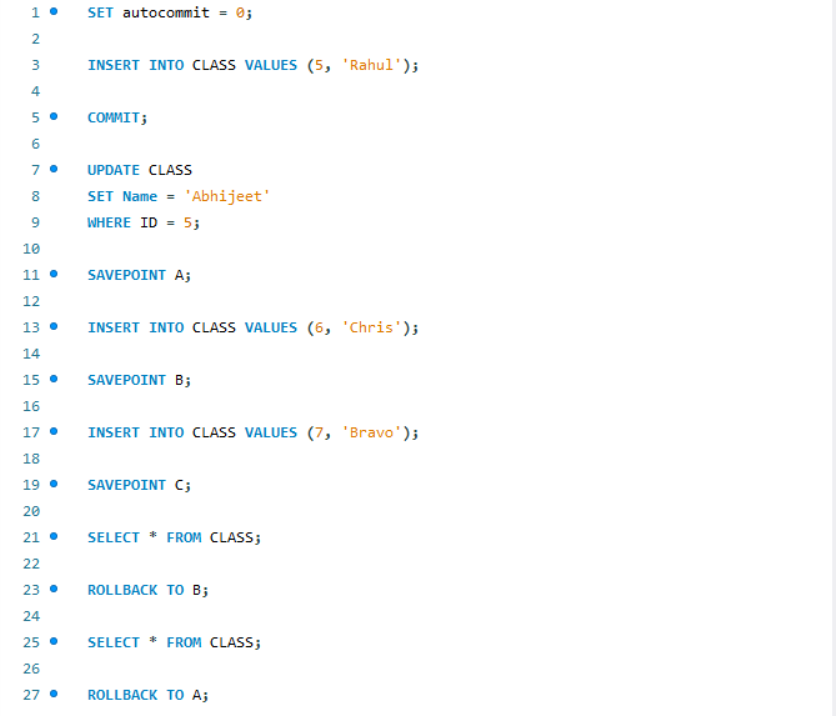 1 SET autocommit = 0;
2
3 INSERT INTO CLASS VALUES (5, 'Rahul');
4
5 COMMIT;
6
7 UPDATE CLASS
8 SET Name = 'Abhijeet'
9 WHERE ID = 5;
10
11 SAVEPOINT A;
12
13 INSERT INTO CLASS VALUES (6, 'Chris');
14
15 SAVEPOINT B;
16
17 INSERT INTO CLASS VALUES (7, 'Bravo');
18
19 SAVEPOINT C;
20
21 SELECT * FROM CLASS;
22
23 ROLLBACK TO B;
24
25 SELECT * FROM CLASS;
26
27 ROLLBACK TO A;